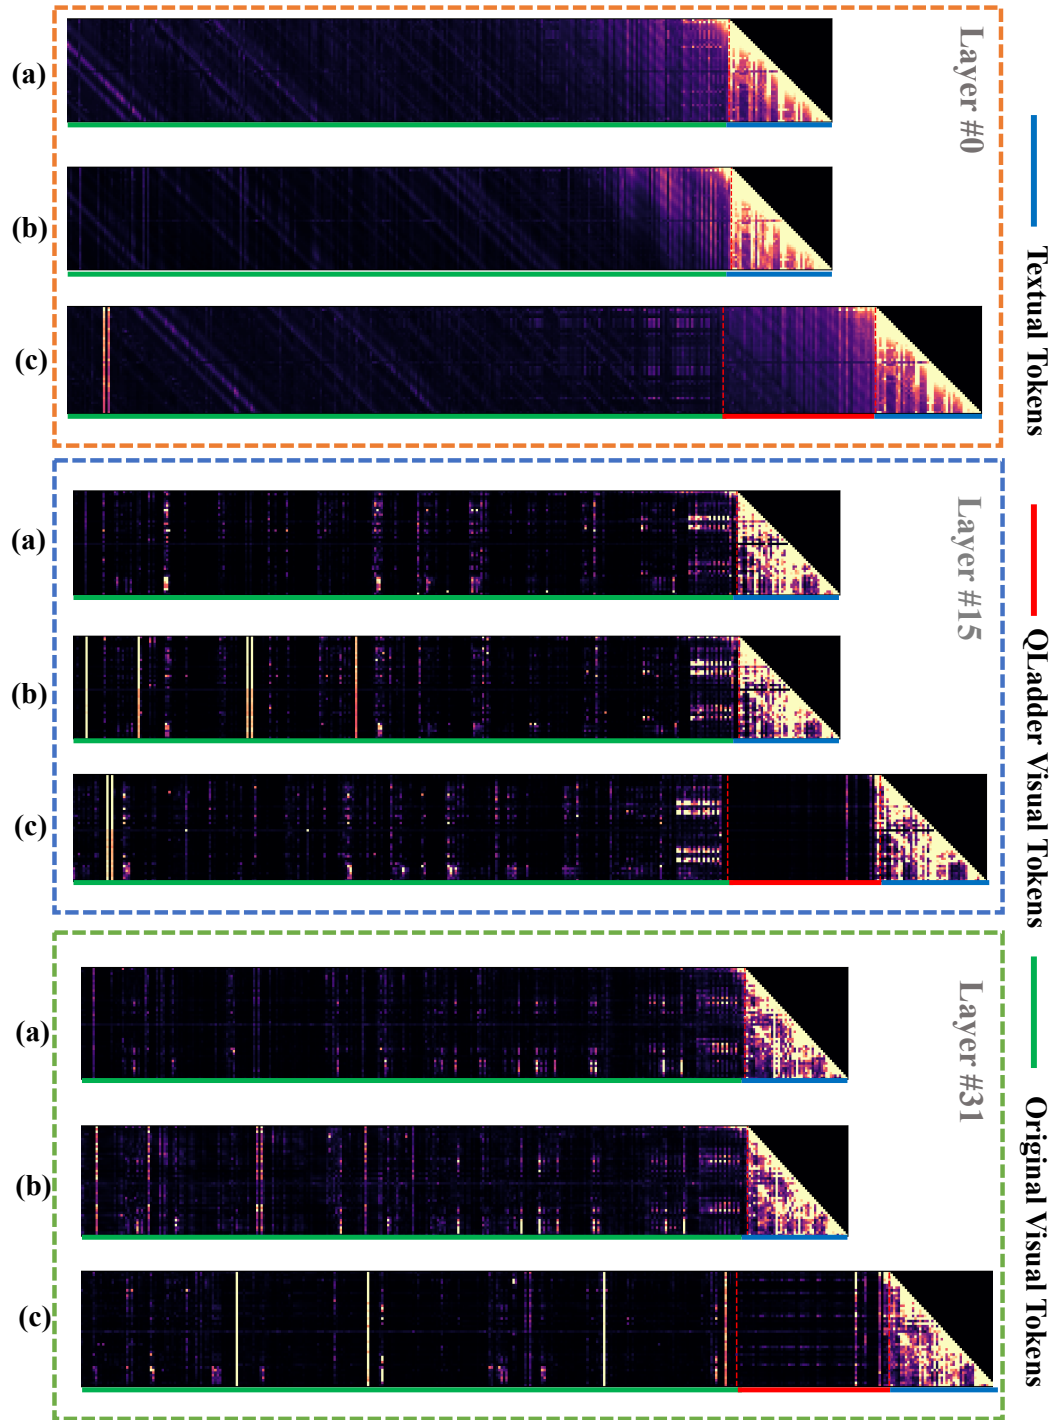 (a)
Layer #0
(b)
(c)
(a)
Layer #15
(b)
(c)
(a)
Layer #31
(b)
(c)
Textual Tokens
QLadder Visual Tokens
Original Visual Tokens